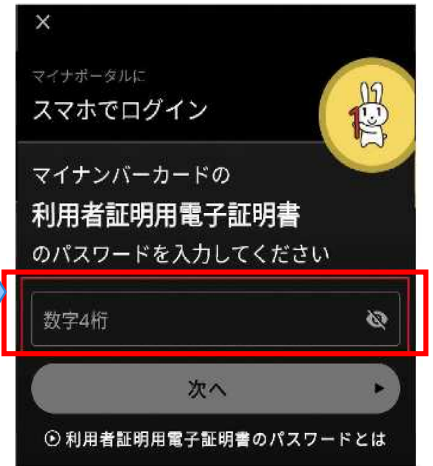 ×
マイナポータルに
スマホでログイン
マイナンバーカードの
利用者証明用電子証明書
のパスワードを入力してください
数字4桁
次へ
利用者証明用電子証明書のパスワードとは